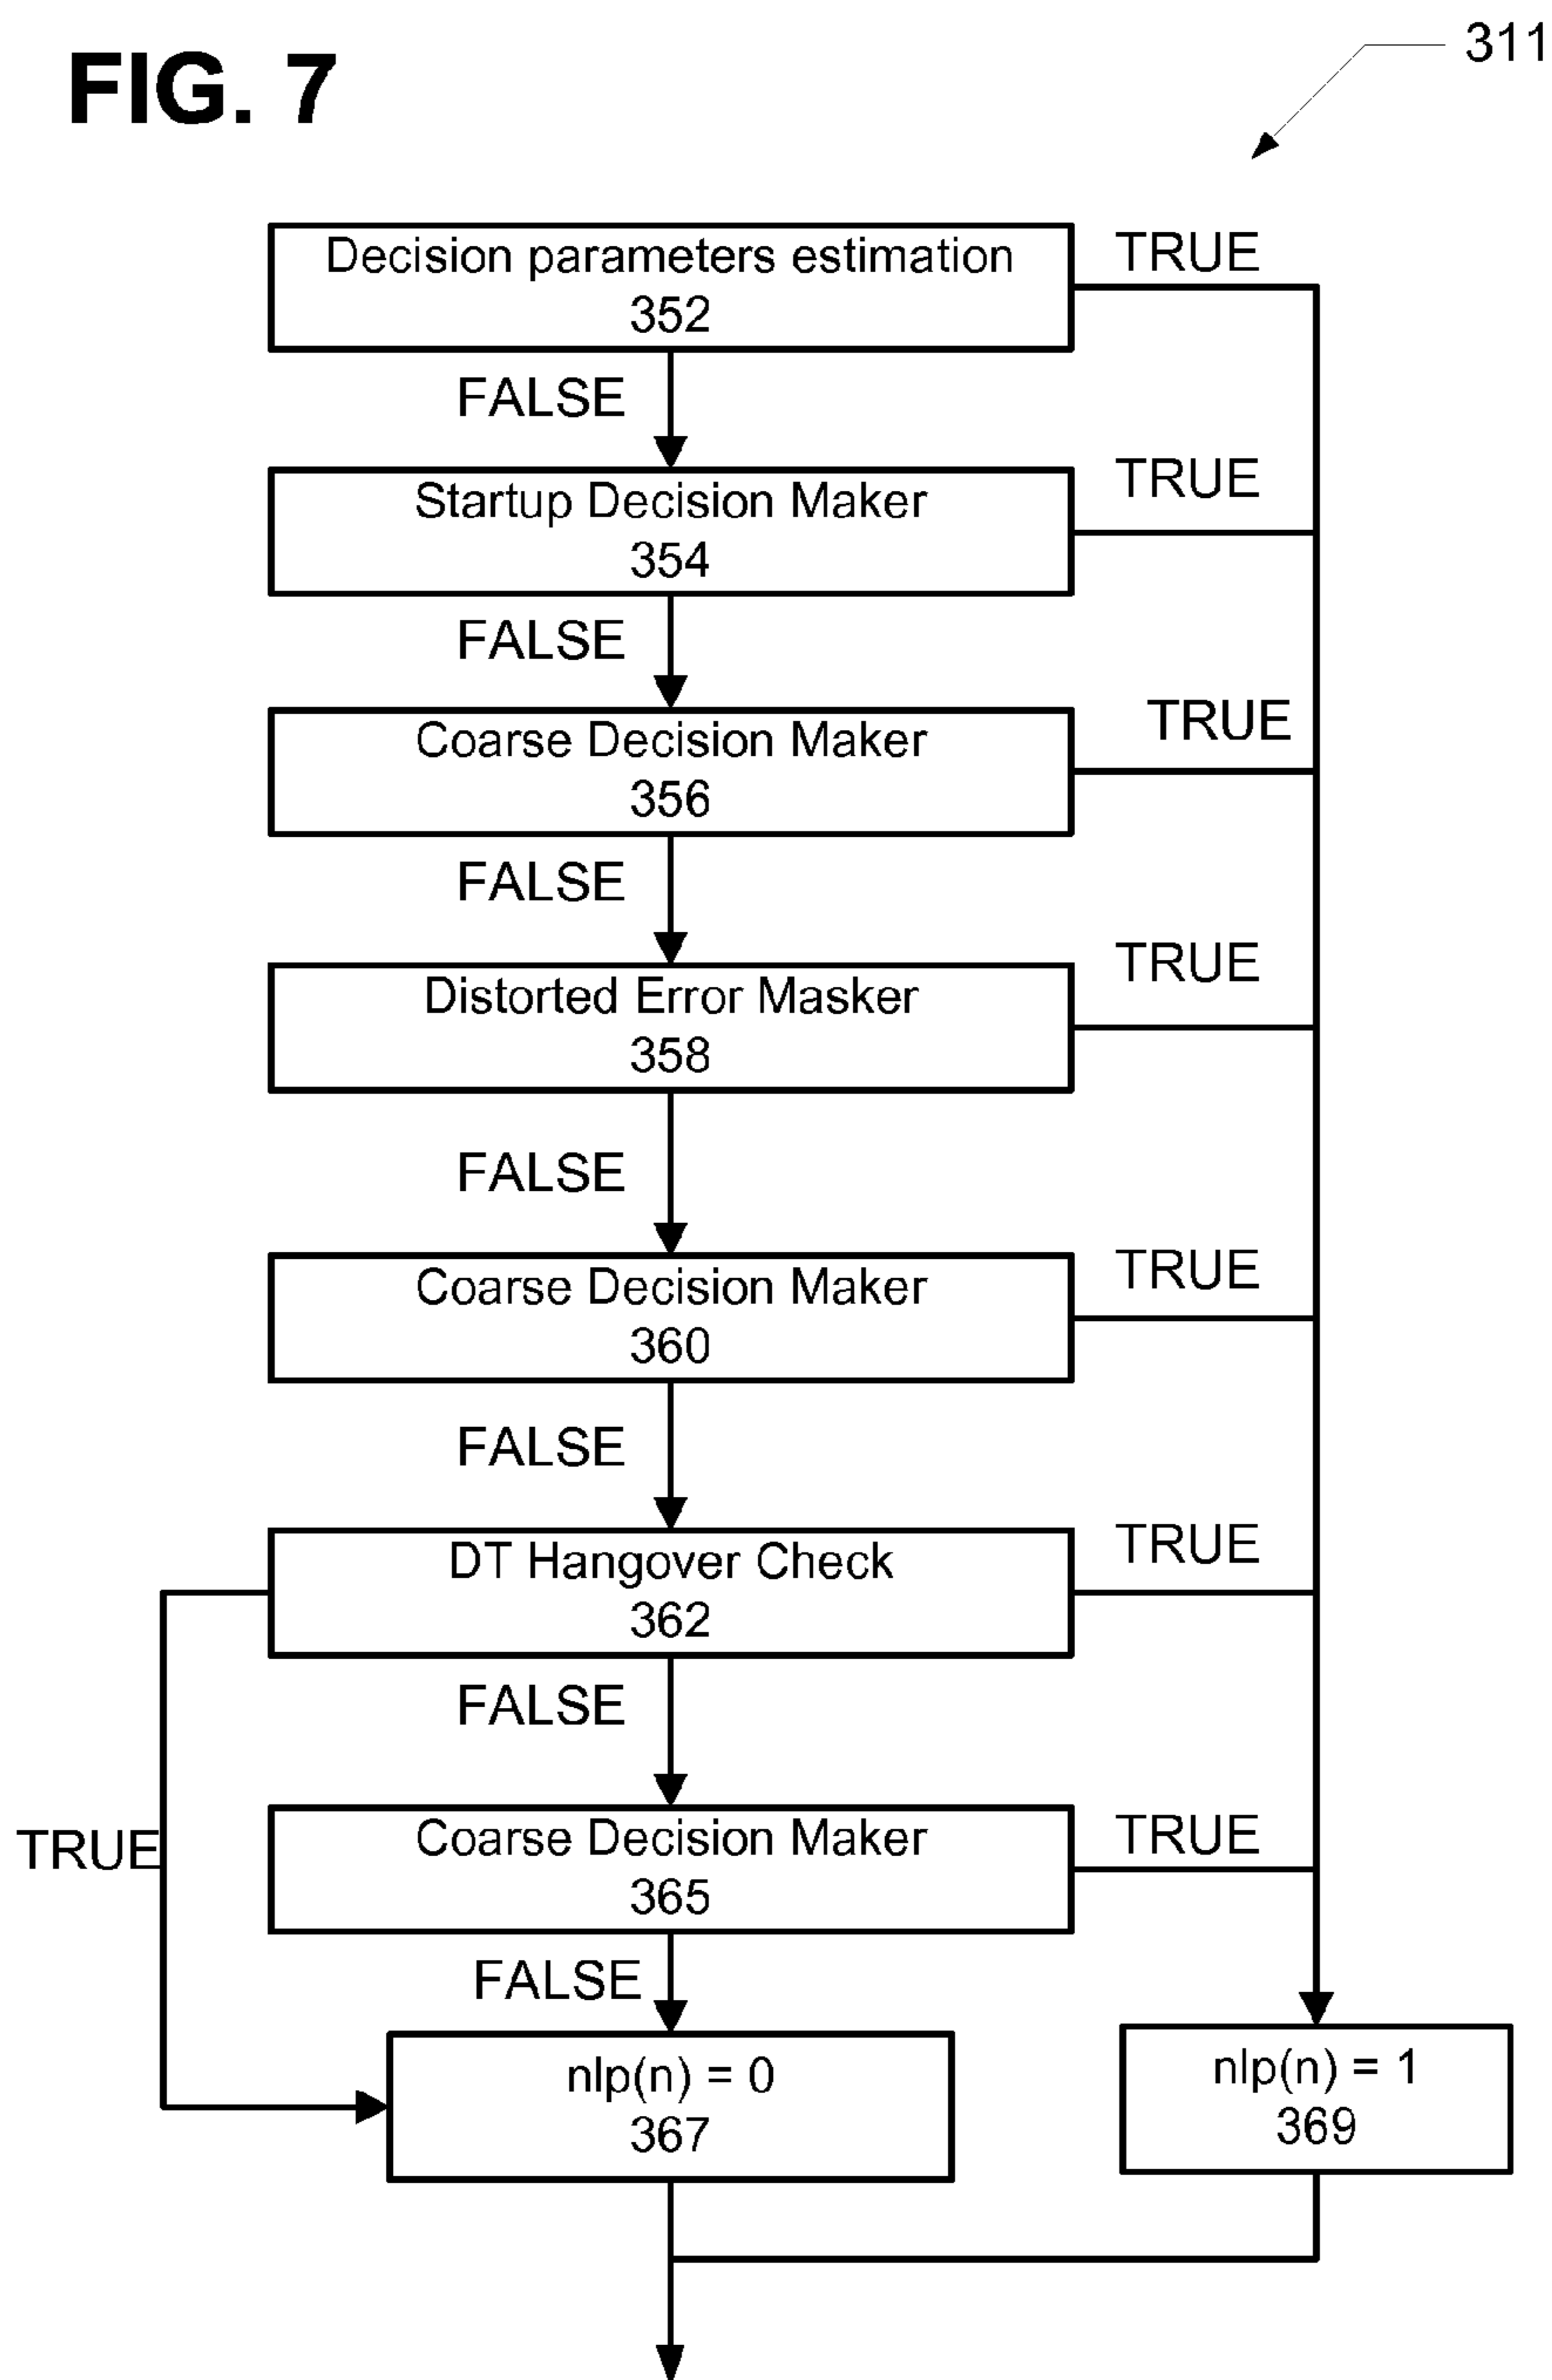 FIG. 7
311
Decision parameters estimation
352
TRUE
FALSE
Startup Decision Maker
354
TRUE
FALSE
Coarse Decision Maker
356
TRUE
FALSE
Distorted Error Masker
358
TRUE
FALSE
Coarse Decision Maker
360
TRUE
FALSE
DT Hangover Check
362
TRUE
FALSE
TRUE
Coarse Decision Maker
365
TRUE
FALSE
nlp(n) = 0
367
nlp(n) = 1
369